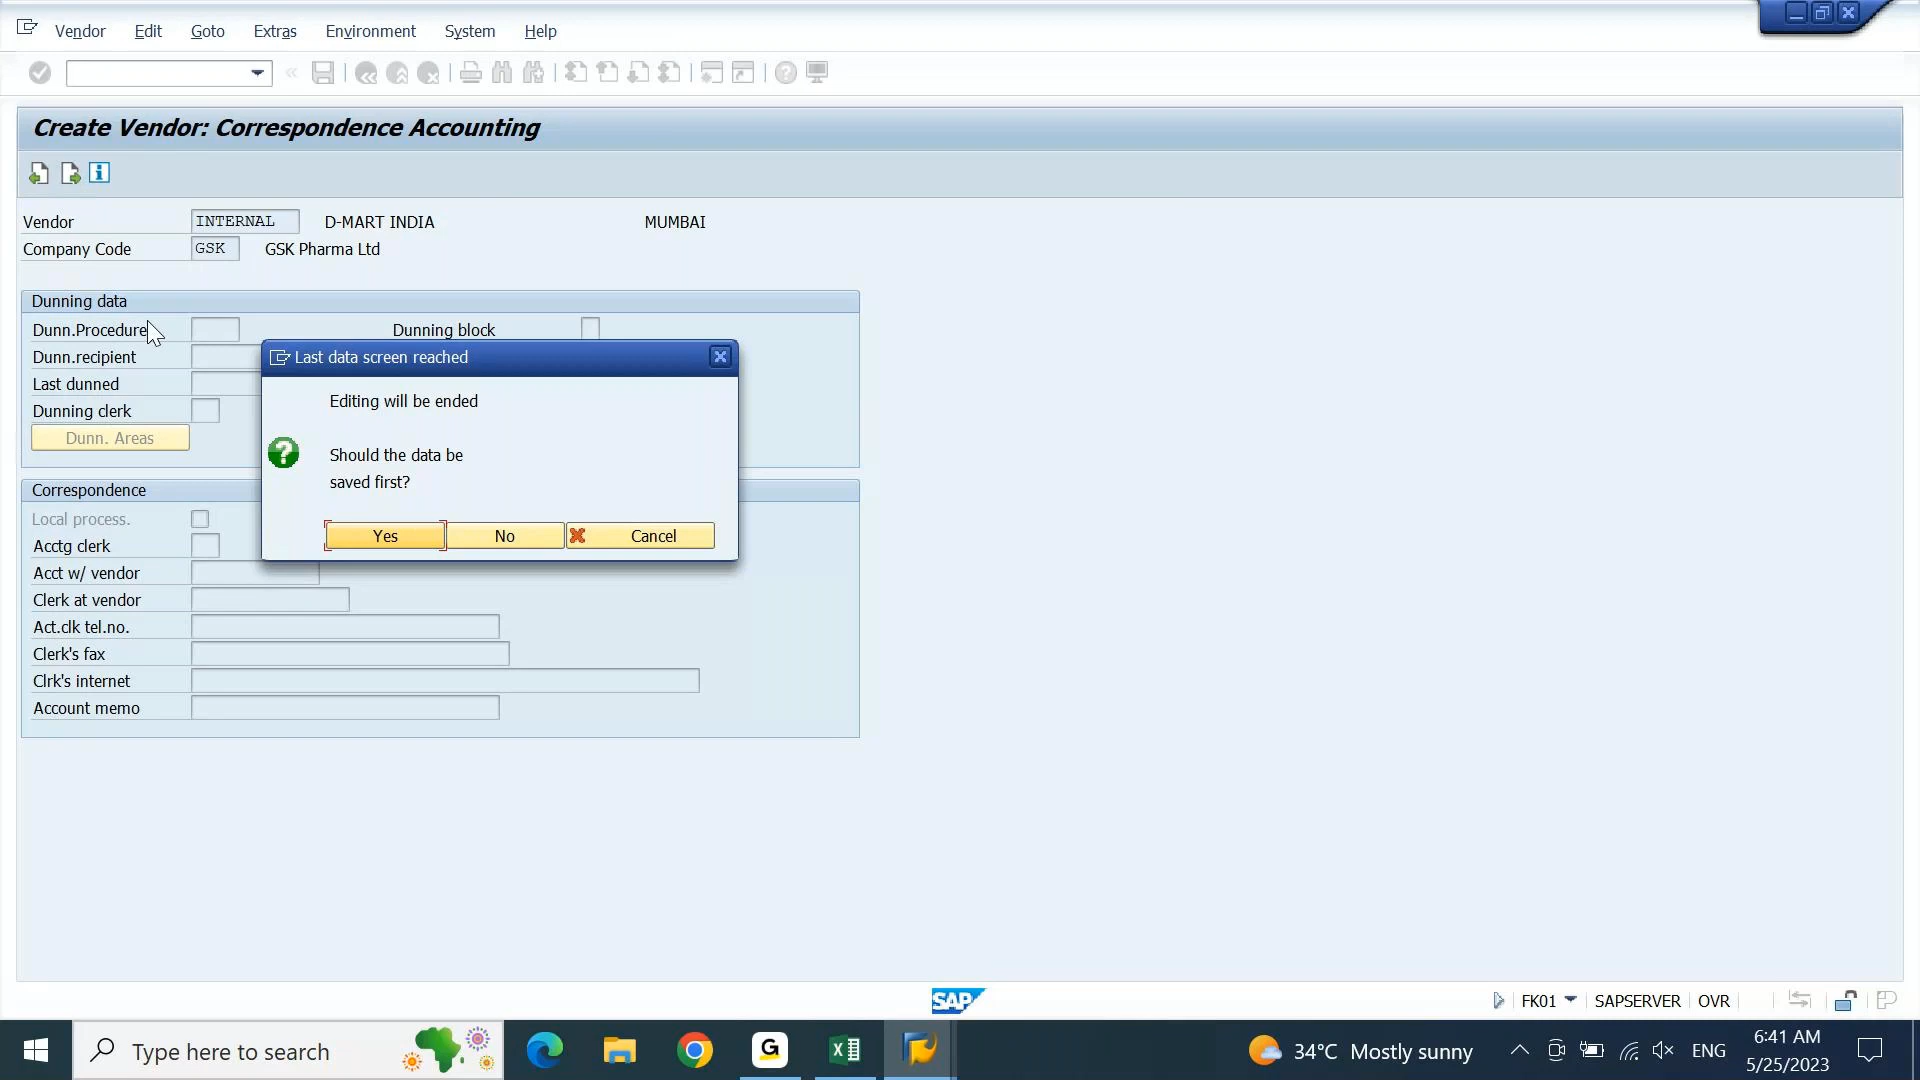 Vendor Edit Goto Extras Environment System Help
Create Vendor: Correspondence Accounting
Vendor INTERNAL D-MART INDIA MUMBAI
Company Code GSK GSK Pharma Ltd
Dunning data
Dunn.Procedure Dunning block
Dunn.recipient
Last dunned
Dunning clerk
Dunn. Areas
Last data screen reached
Editing will be ended
Should the data be
saved first?
Yes No Cancel
Correspondence
Local process.
Acctg clerk
Acct w/ vendor
Clerk at vendor
Act.clk tel.no.
Clerk's fax
Clrk's internet
Account memo
SAP FK01 SAPSERVER OVR
Type here to search G 34°C Mostly sunny ENG 6:41 AM
5/25/2023